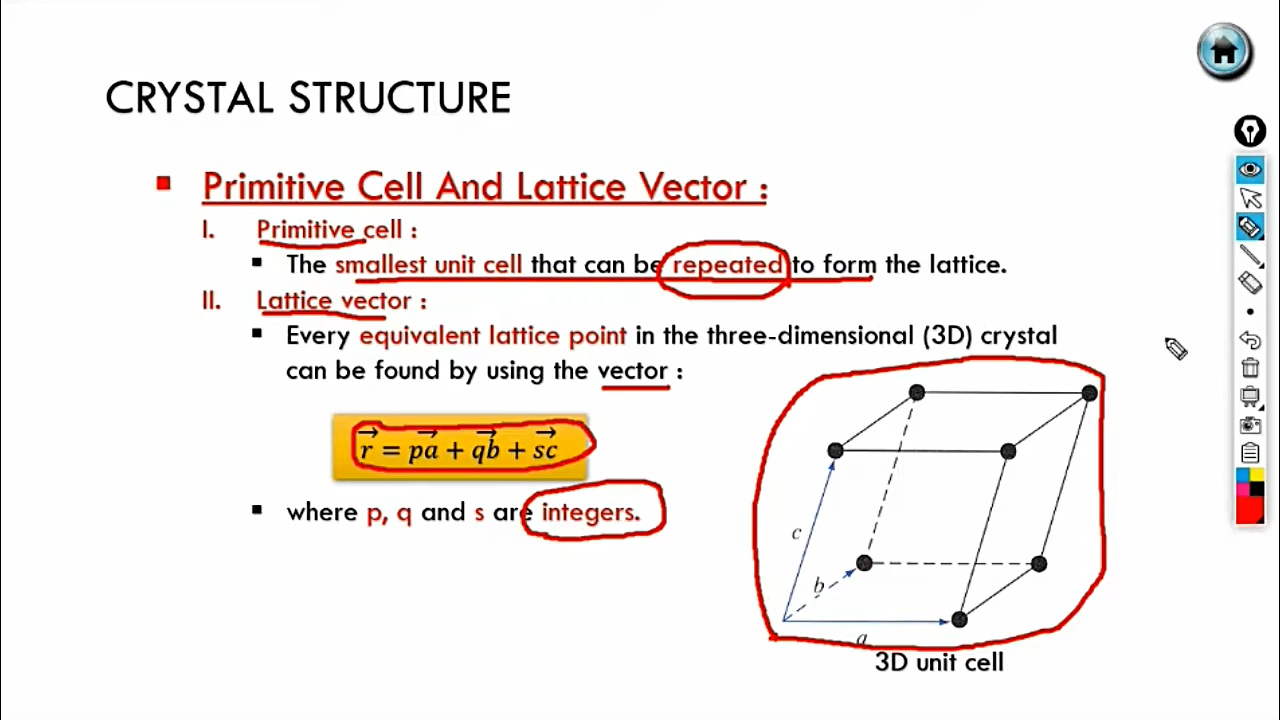 CRYSTAL STRUCTURE
▪ Primitive Cell And Lattice Vector :
I. Primitive cell :
▪ The smallest unit cell that can be repeated to form the lattice.
II. Lattice vector :
▪ Every equivalent lattice point in the three-dimensional (3D) crystal
can be found by using the vector :
r⃗ = pa⃗ + qb⃗ + sc⃗
▪ where p, q and s are integers.
c
b
a
3D unit cell